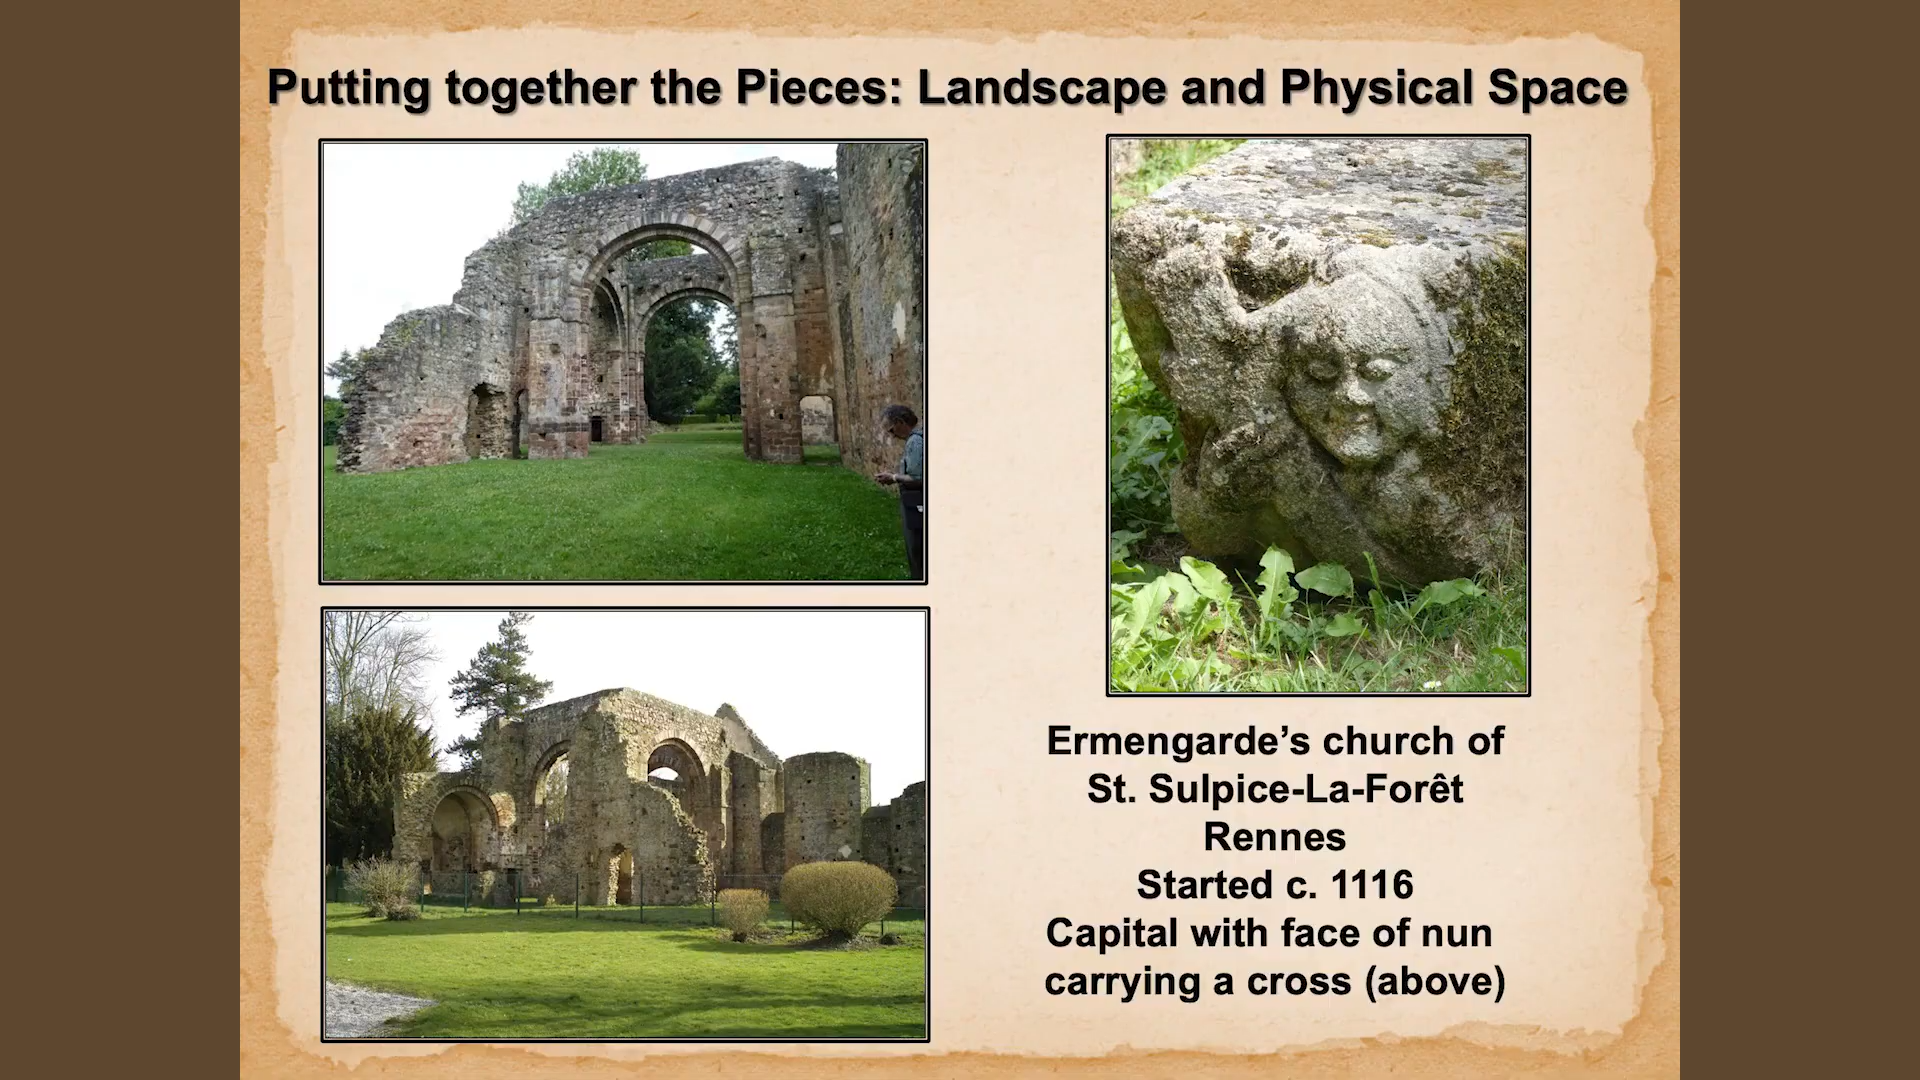 Putting together the Pieces: Landscape and Physical Space
Ermengarde’s church of
St. Sulpice-La-Forêt
Rennes
Started c. 1116
Capital with face of nun
carrying a cross (above)